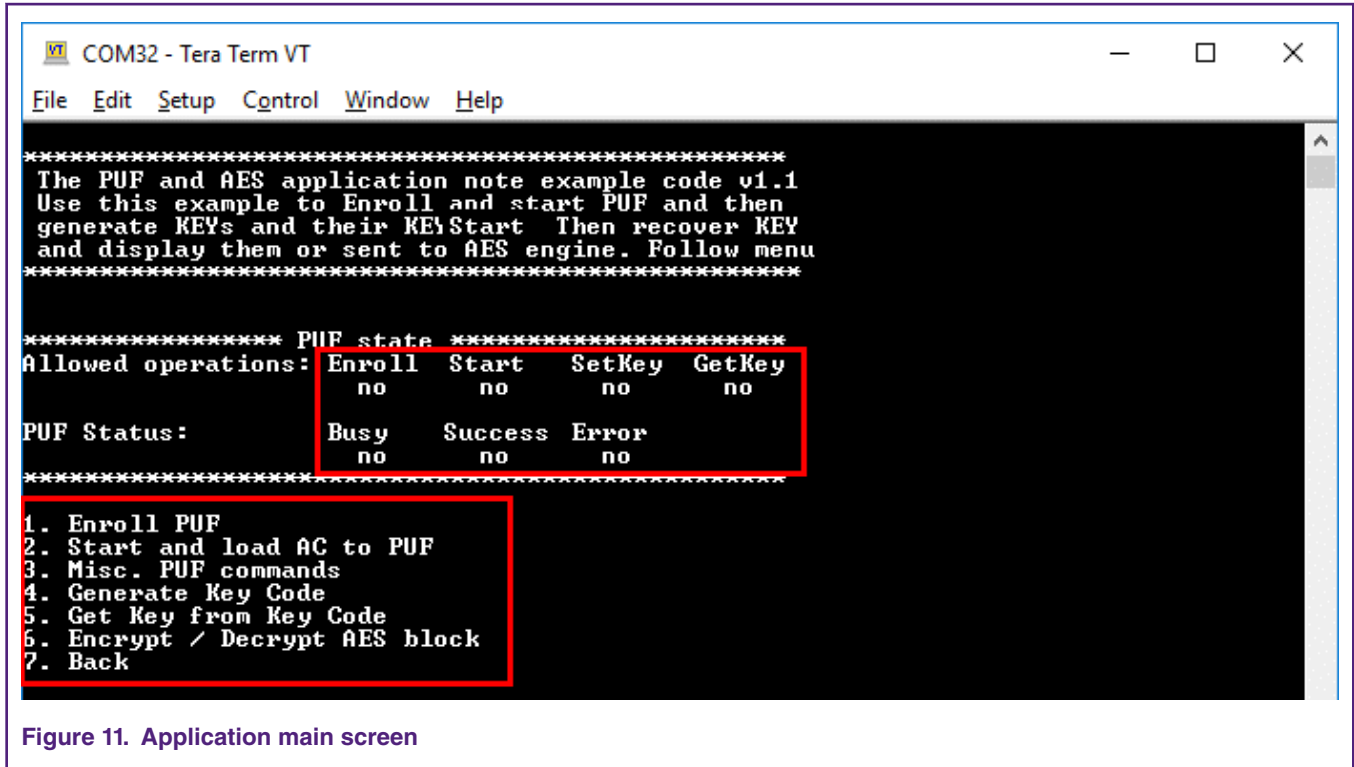 COM32 - Tera Term VT
File Edit Setup Control Window Help
**************************************************
The PUF and AES application note example code v1.1
Use this example to Enroll and start PUF and then
generate KEYs and their KEY Start Then recover KEY
and display them or sent to AES engine. Follow menu
***************************************************
***************** PUF state **********************
Allowed operations: Enroll Start SetKey GetKey
no no no no
PUF Status: Busy Success Error
no no no
**************************************************
1. Enroll PUF
2. Start and load AC to PUF
3. Misc. PUF commands
4. Generate Key Code
5. Get Key from Key Code
6. Encrypt / Decrypt AES block
7. Back
Figure 11. Application main screen